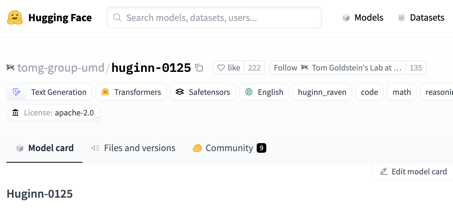 Hugging Face
Search models, datasets, users...
Models
Datasets
tomg-group-umd/huginn-0125
like 222
Follow Tom Goldstein's Lab at ... 135
Text Generation
Transformers
Safetensors
English
huginn_raven
code
math
License: apache-2.0
Model card
Files and versions
Community 9
Edit model card
Huginn-0125